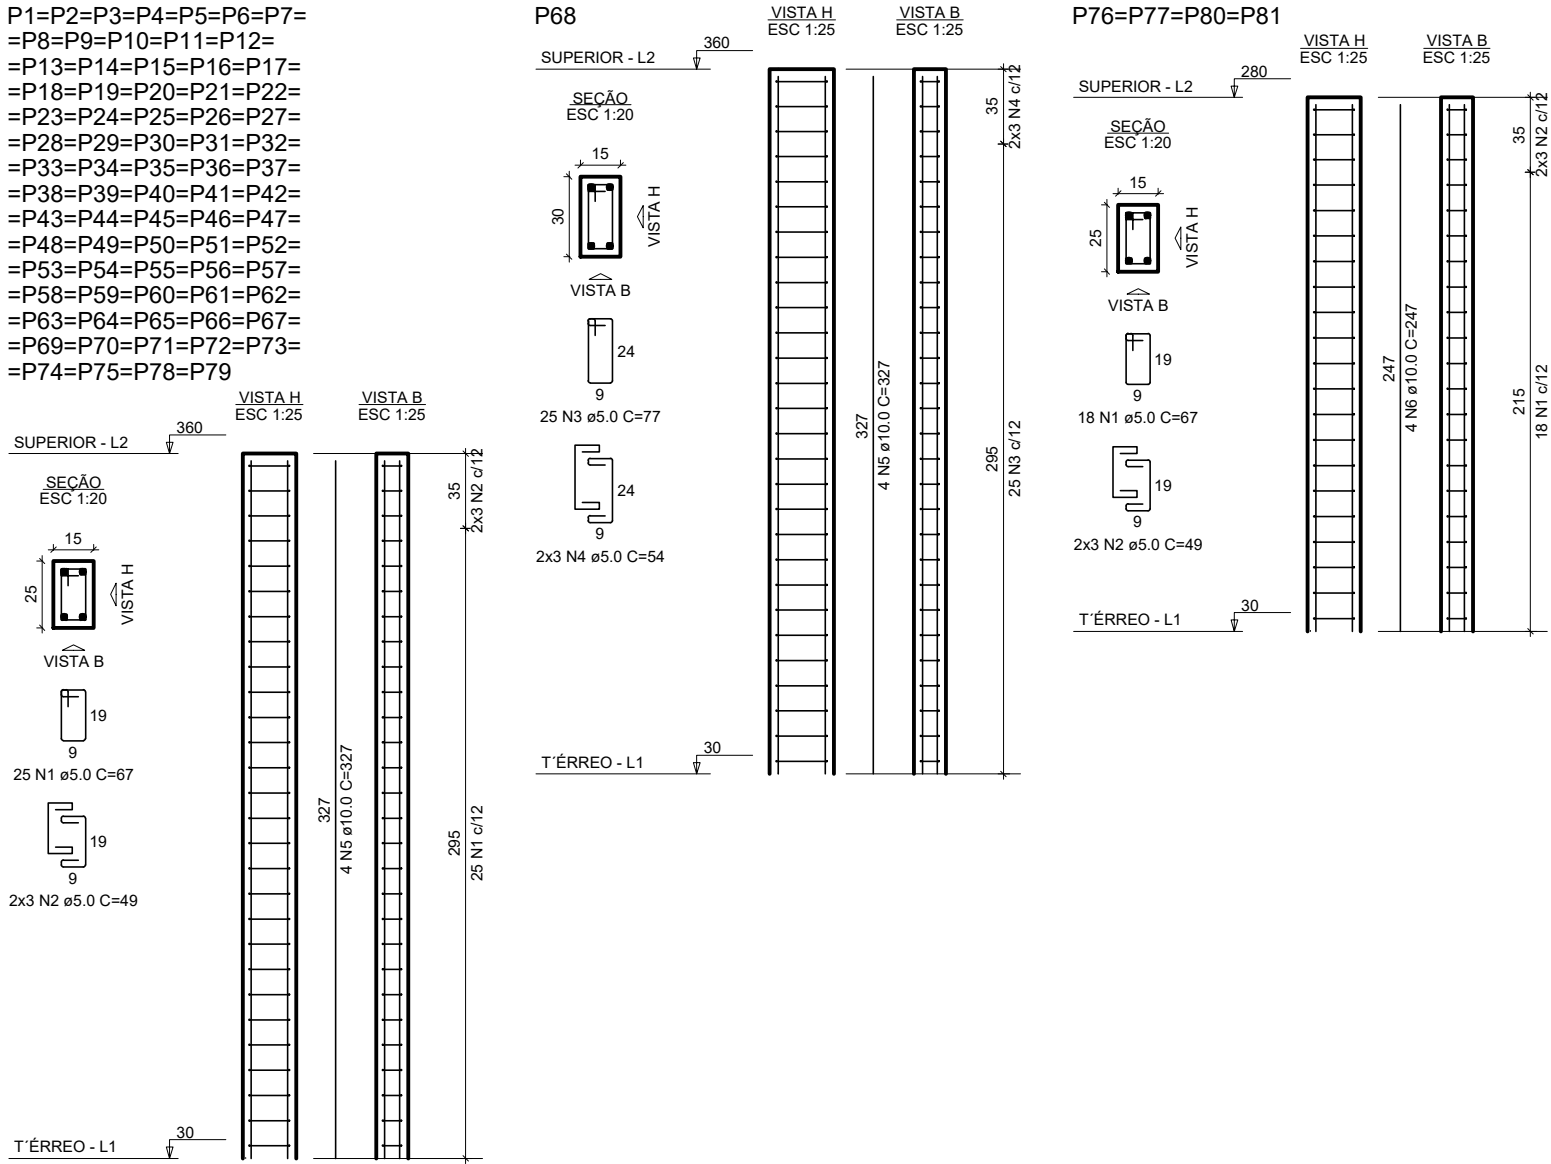 P1=P2=P3=P4=P5=P6=P7=
=P8=P9=P10=P11=P12=
=P13=P14=P15=P16=P17=
=P18=P19=P20=P21=P22=
=P23=P24=P25=P26=P27=
=P28=P29=P30=P31=P32=
=P33=P34=P35=P36=P37=
=P38=P39=P40=P41=P42=
=P43=P44=P45=P46=P47=
=P48=P49=P50=P51=P52=
=P53=P54=P55=P56=P57=
=P58=P59=P60=P61=P62=
=P63=P64=P65=P66=P67=
=P69=P70=P71=P72=P73=
=P74=P75=P78=P79
VISTA H
ESC 1:25
VISTA B
ESC 1:25
SUPERIOR - L2
360
SEÇÃO
ESC 1:20
15
25
VISTA H
VISTA B
19
9
25 N1 ø5.0 C=67
19
9
2x3 N2 ø5.0 C=49
327
4 N5 ø10.0 C=327
35
2x3 N2 c/12
295
25 N1 c/12
T´ÉRREO - L1
30
P68
VISTA H
ESC 1:25
VISTA B
ESC 1:25
SUPERIOR - L2
360
SEÇÃO
ESC 1:20
15
30
VISTA H
VISTA B
24
9
25 N3 ø5.0 C=77
24
9
2x3 N4 ø5.0 C=54
327
4 N5 ø10.0 C=327
35
2x3 N4 c/12
295
25 N3 c/12
T´ÉRREO - L1
30
P76=P77=P80=P81
VISTA H
ESC 1:25
VISTA B
ESC 1:25
SUPERIOR - L2
280
SEÇÃO
ESC 1:20
15
25
VISTA H
VISTA B
19
9
18 N1 ø5.0 C=67
19
9
2x3 N2 ø5.0 C=49
247
4 N6 ø10.0 C=247
35
2x3 N2 c/12
215
18 N1 c/12
T´ÉRREO - L1
30